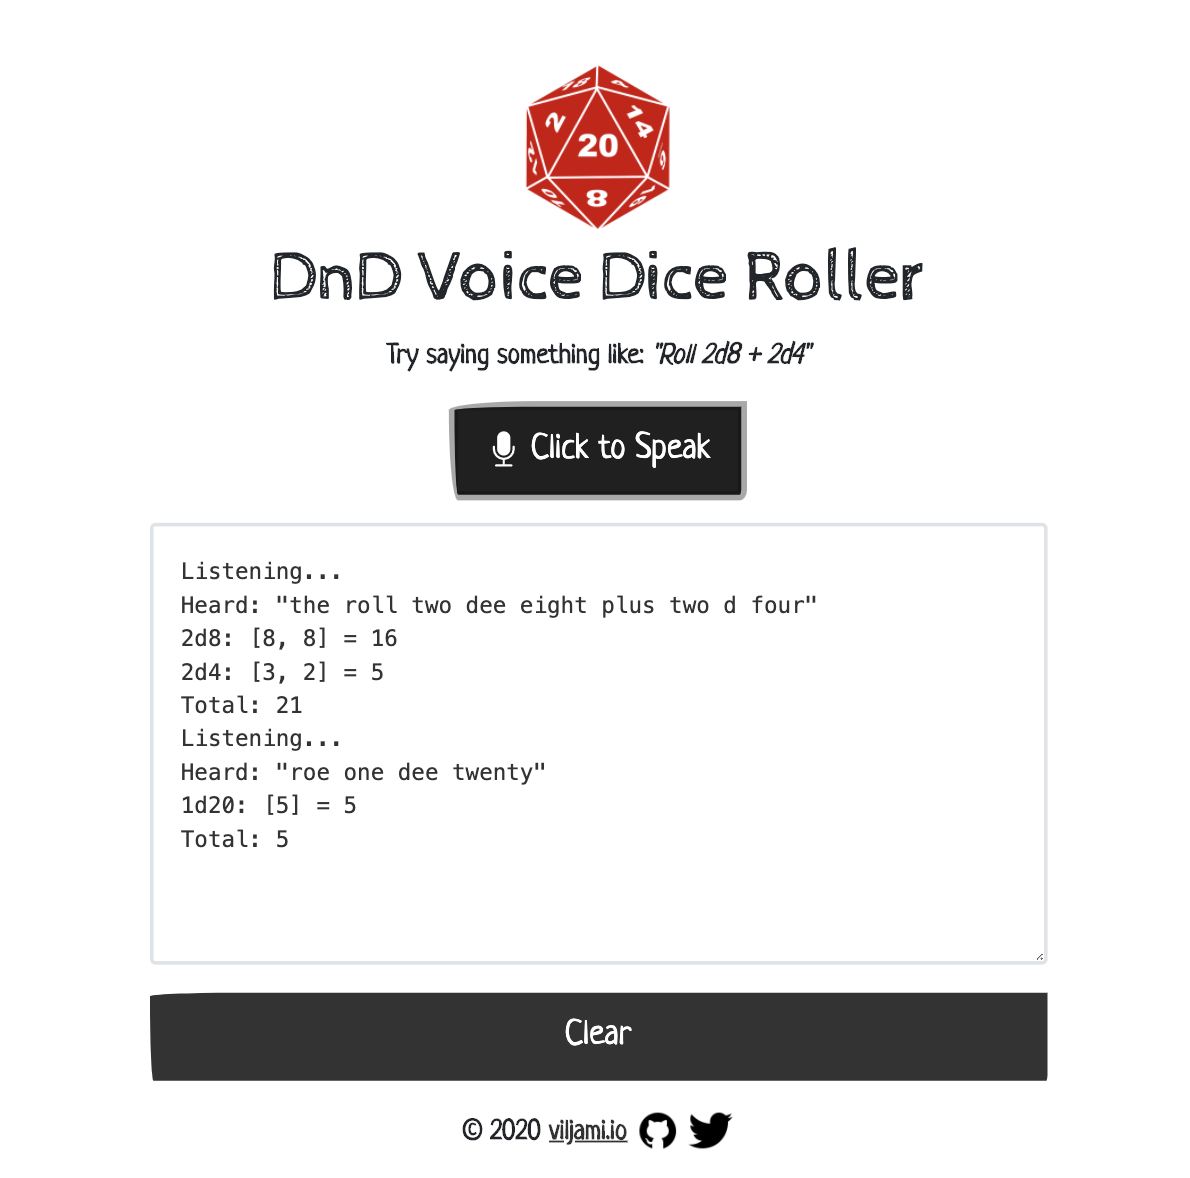 18
2
14
20
8
DnD Voice Dice Roller
Try saying something like: "Roll 2d8 + 2d4"
Click to Speak
Listening...
Heard: "the roll two dee eight plus two d four"
2d8: [8, 8] = 16
2d4: [3, 2] = 5
Total: 21
Listening...
Heard: "roe one dee twenty"
1d20: [5] = 5
Total: 5
Clear
© 2020 viljami.io